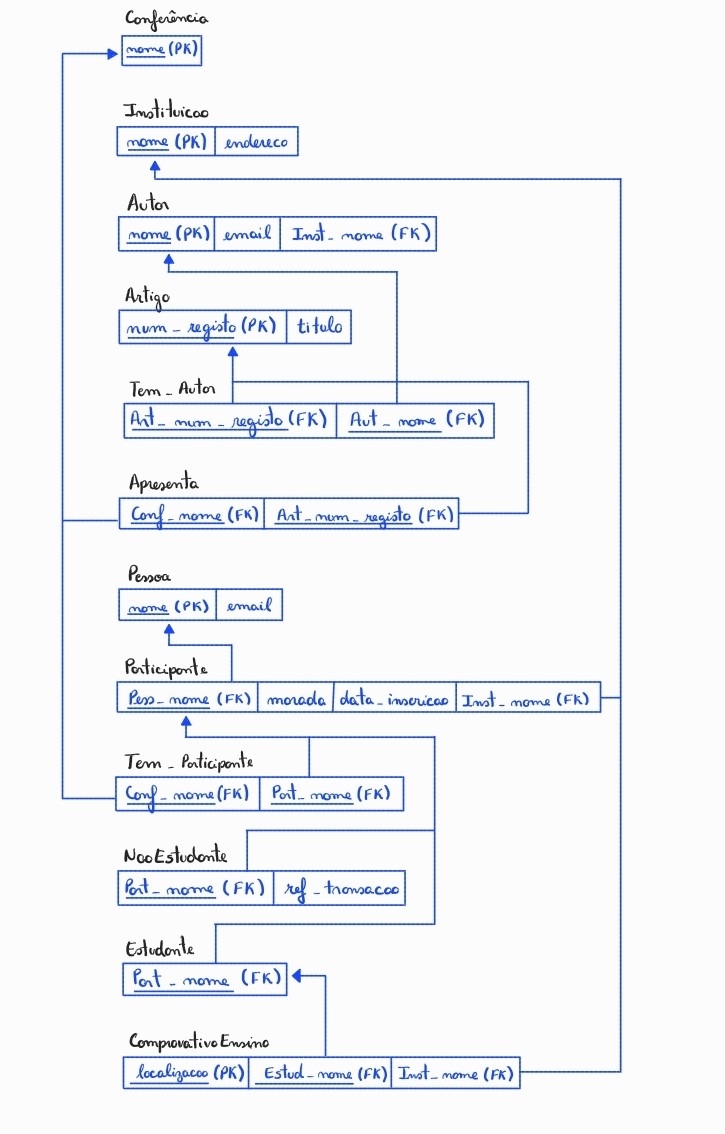 Conferência
nome (PK)
Instituicao
nome (PK) endereco
Autor
nome (PK) email Inst_nome (FK)
Artigo
num_registo (PK) titulo
Tem_Autor
Art_num_registo (FK) Aut_nome (FK)
Apresenta
Conf_nome (FK) Art_num_registo (FK)
Pessoa
nome (PK) email
Participante
Pess_nome (FK) morada data_inscricao Inst_nome (FK)
Tem_Participante
Conf_nome (FK) Part_nome (FK)
NaoEstudante
Part_nome (FK) ref_transacao
Estudante
Part_nome (FK)
ComprovativoEnsino
localizacao (PK) Estud_nome (FK) Inst_nome (FK)